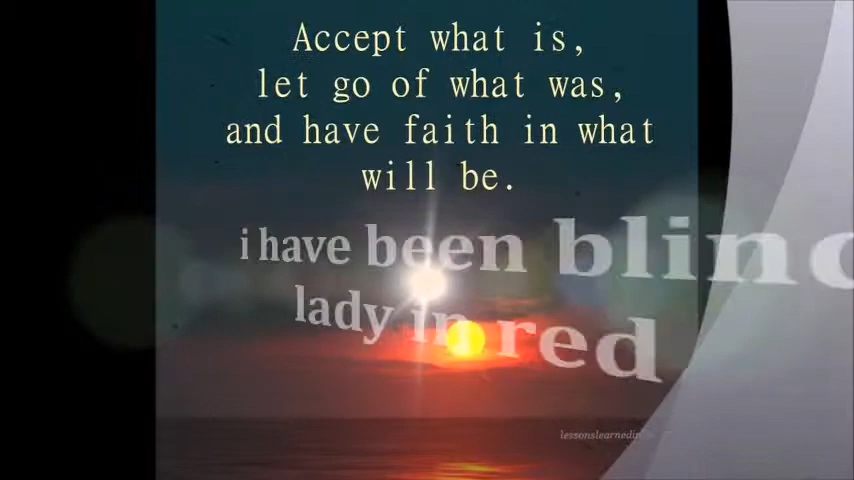 Accept what is,
let go of what was,
and have faith in what
will be.
i have been blind
lady in red